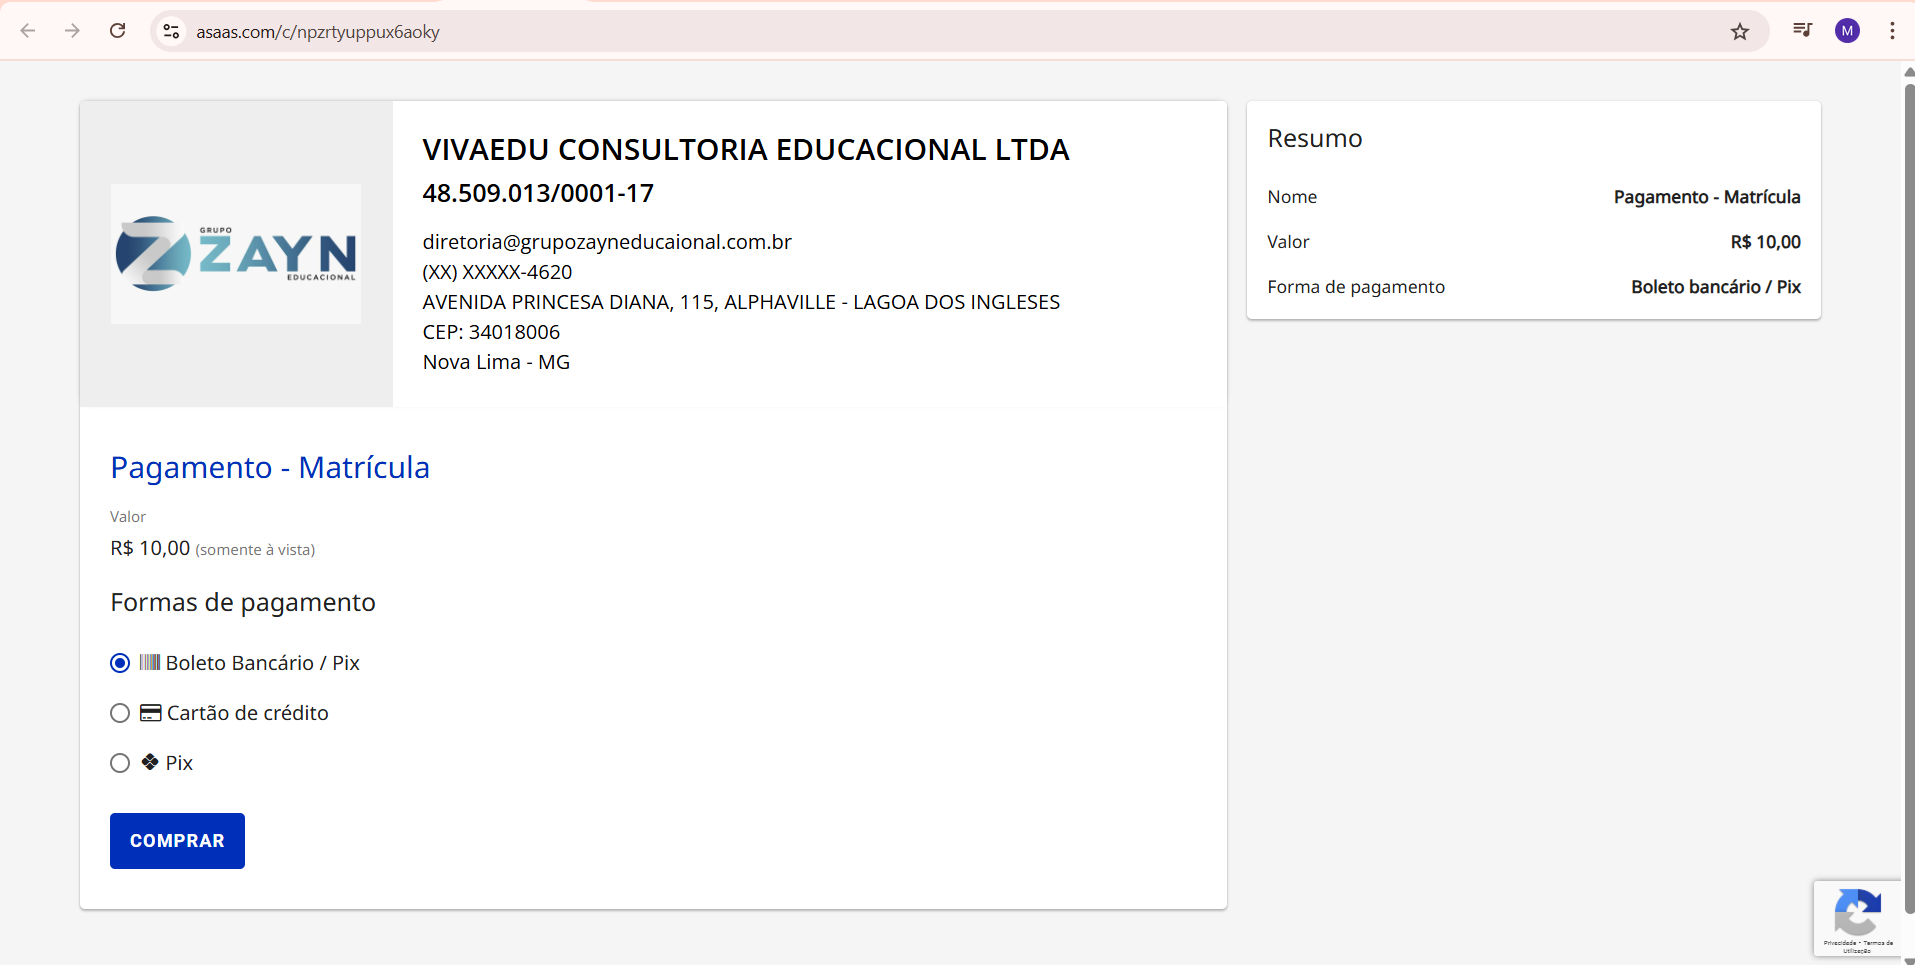 asaas.com/c/npzrtyuppux6aoky
M
GRUPO
ZAYN
EDUCACIONAL
VIVAEDU CONSULTORIA EDUCACIONAL LTDA
48.509.013/0001-17
diretoria@grupozayneducaional.com.br
(XX) XXXXX-4620
AVENIDA PRINCESA DIANA, 115, ALPHAVILLE - LAGOA DOS INGLESES
CEP: 34018006
Nova Lima - MG
Resumo
Nome Pagamento - Matrícula
Valor R$ 10,00
Forma de pagamento Boleto bancário / Pix
Pagamento - Matrícula
Valor
R$ 10,00 (somente à vista)
Formas de pagamento
Boleto Bancário / Pix
Cartão de crédito
Pix
COMPRAR
Privacidade - Termos de
Utilização